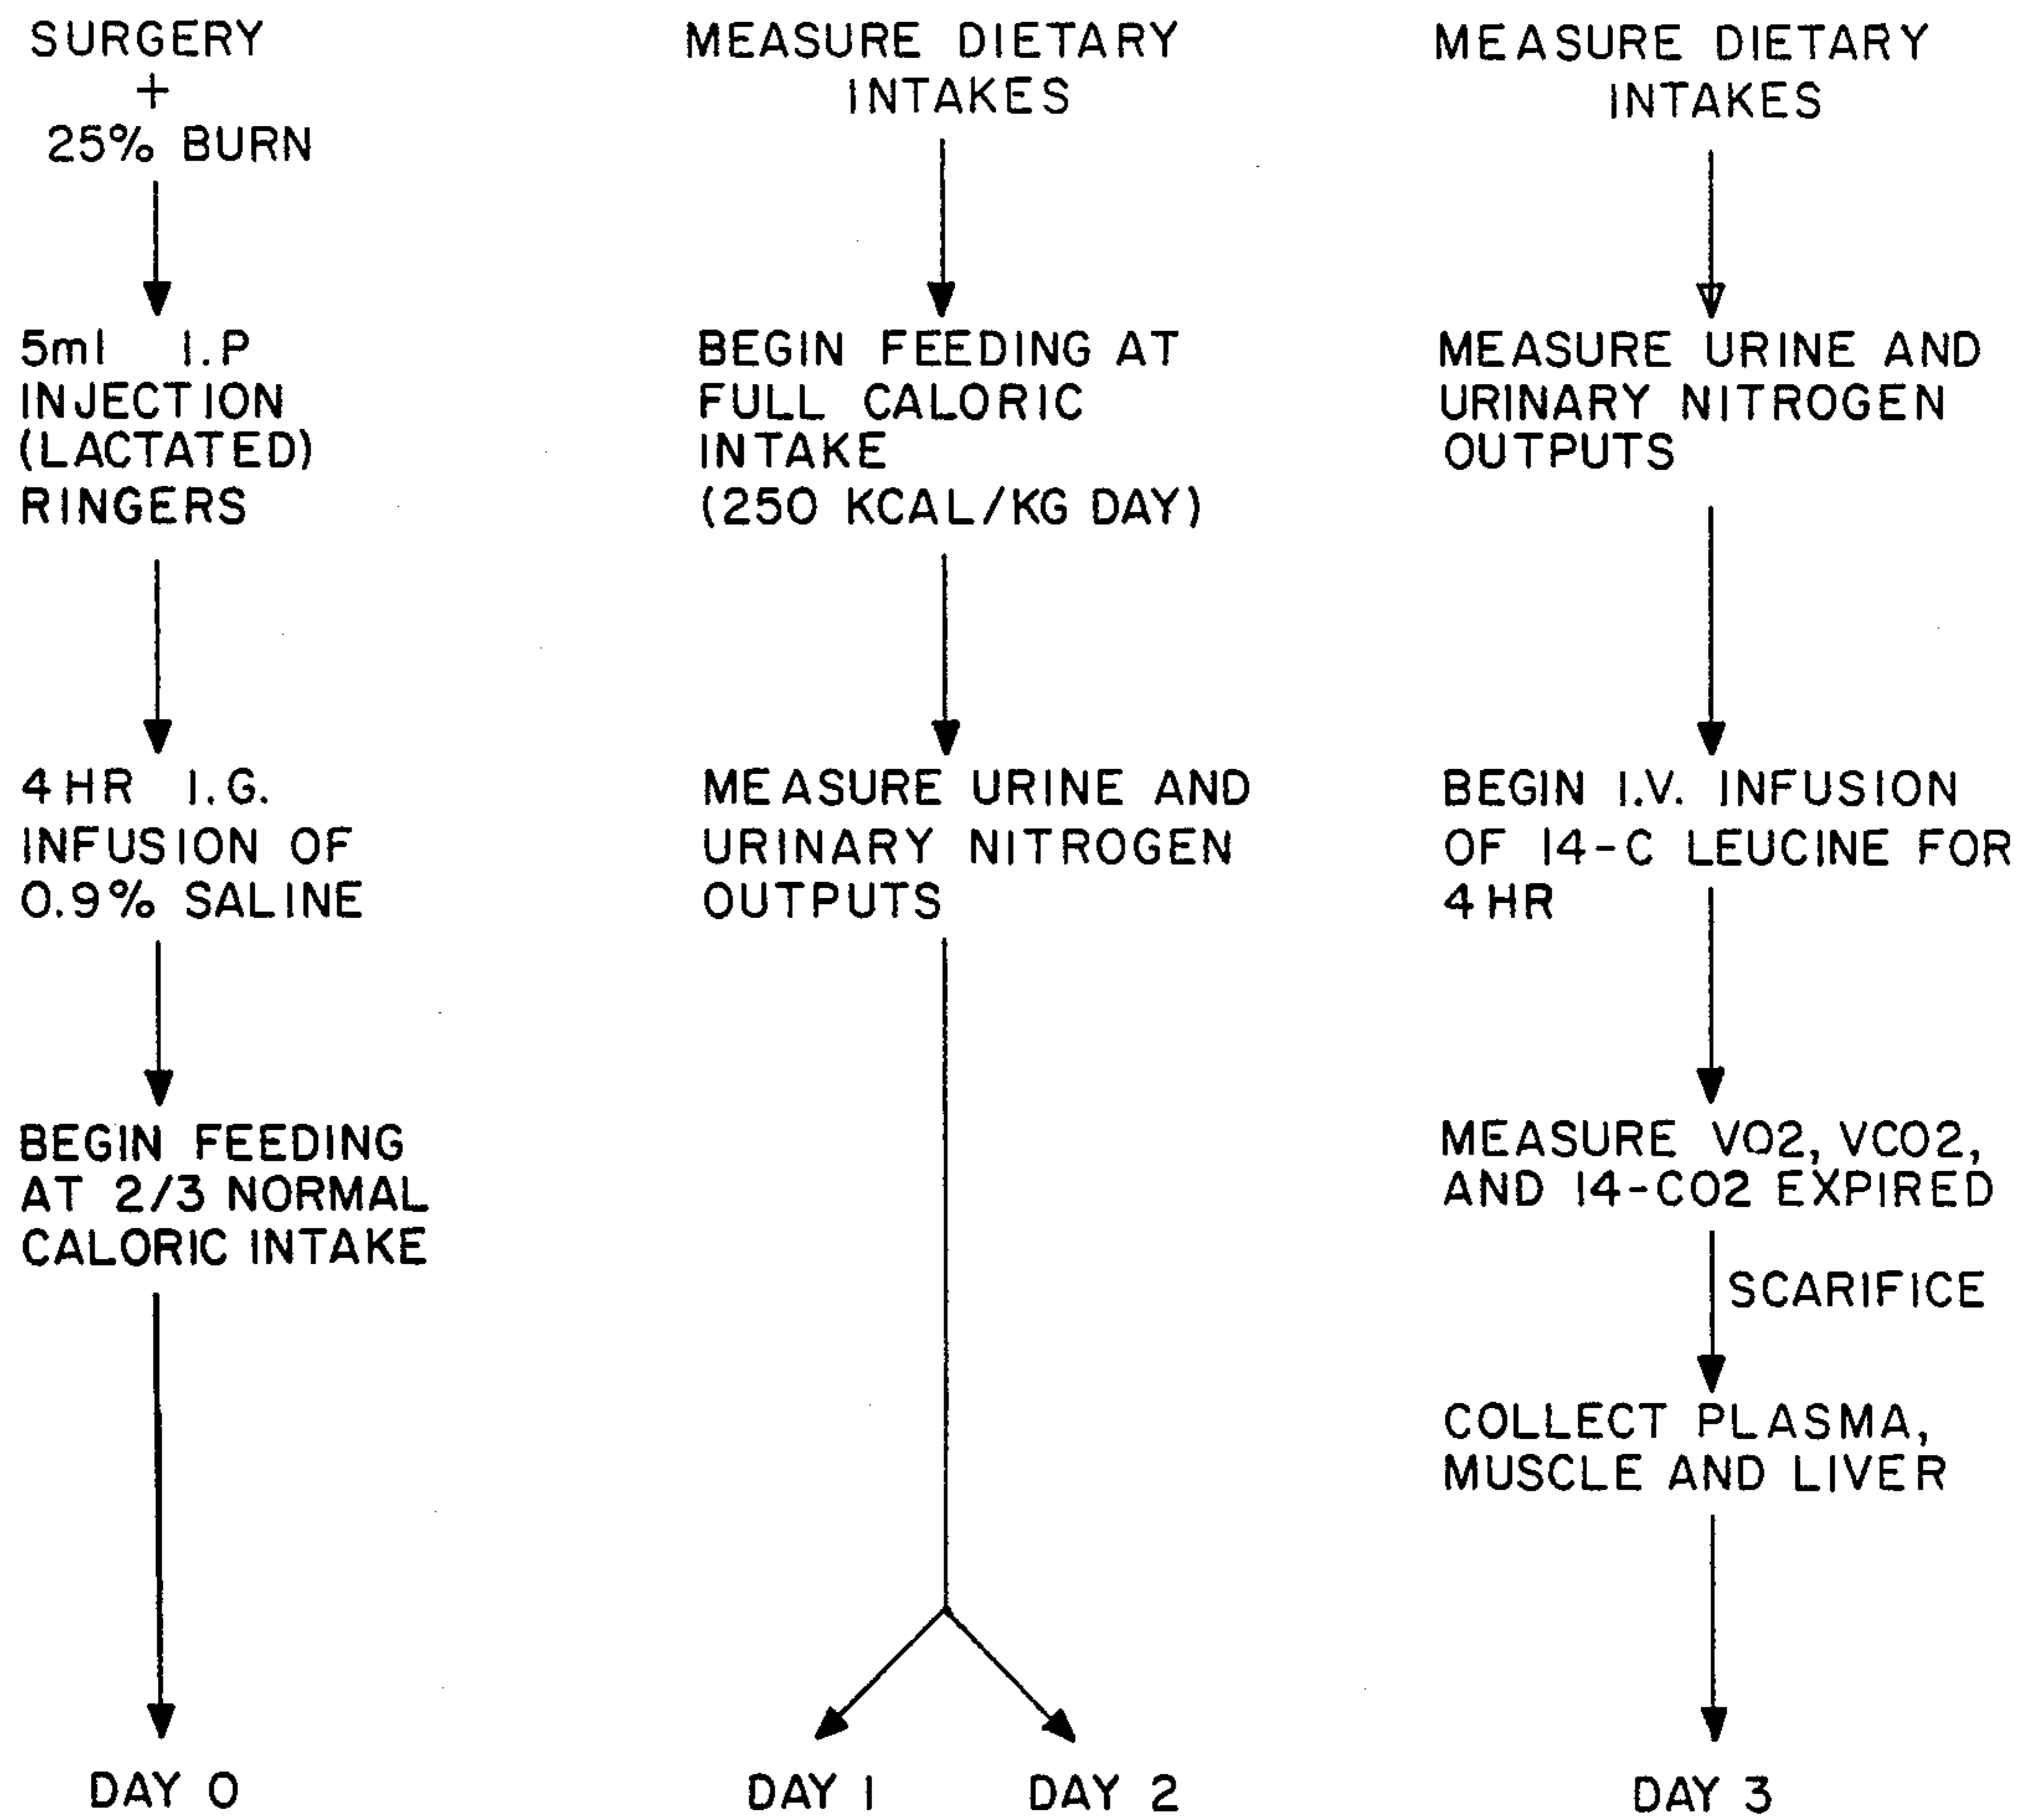 SURGERY
+
25% BURN
5ml I.P
INJECTION
(LACTATED)
RINGERS
4 HR I.G.
INFUSION OF
0.9% SALINE
BEGIN FEEDING
AT 2/3 NORMAL
CALORIC INTAKE
DAY 0
MEASURE DIETARY
INTAKES
BEGIN FEEDING AT
FULL CALORIC
INTAKE
(250 KCAL/KG DAY)
MEASURE URINE AND
URINARY NITROGEN
OUTPUTS
DAY 1 DAY 2
MEASURE DIETARY
INTAKES
MEASURE URINE AND
URINARY NITROGEN
OUTPUTS
BEGIN I.V. INFUSION
OF 14-C LEUCINE FOR
4 HR
MEASURE VO2, VCO2,
AND 14-CO2 EXPIRED
SCARIFICE
COLLECT PLASMA,
MUSCLE AND LIVER
DAY 3